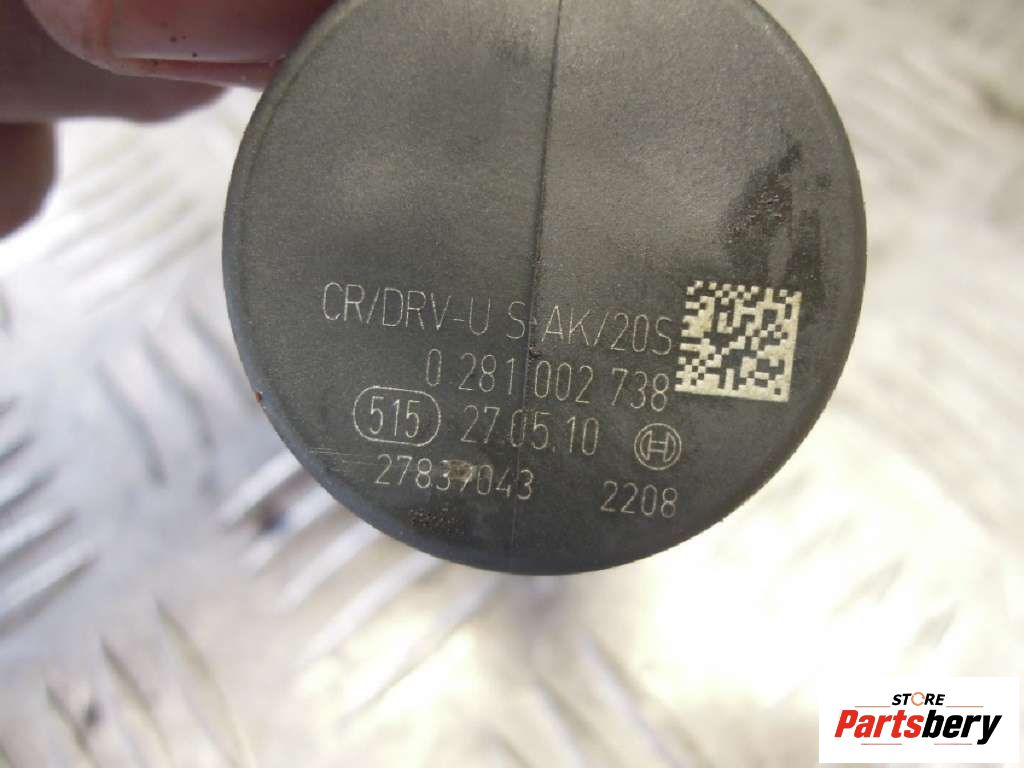 CR/DRV-U S AK/20S
0 281 002 738
515 27.05.10
27837043 2208
STORE
Partsbery